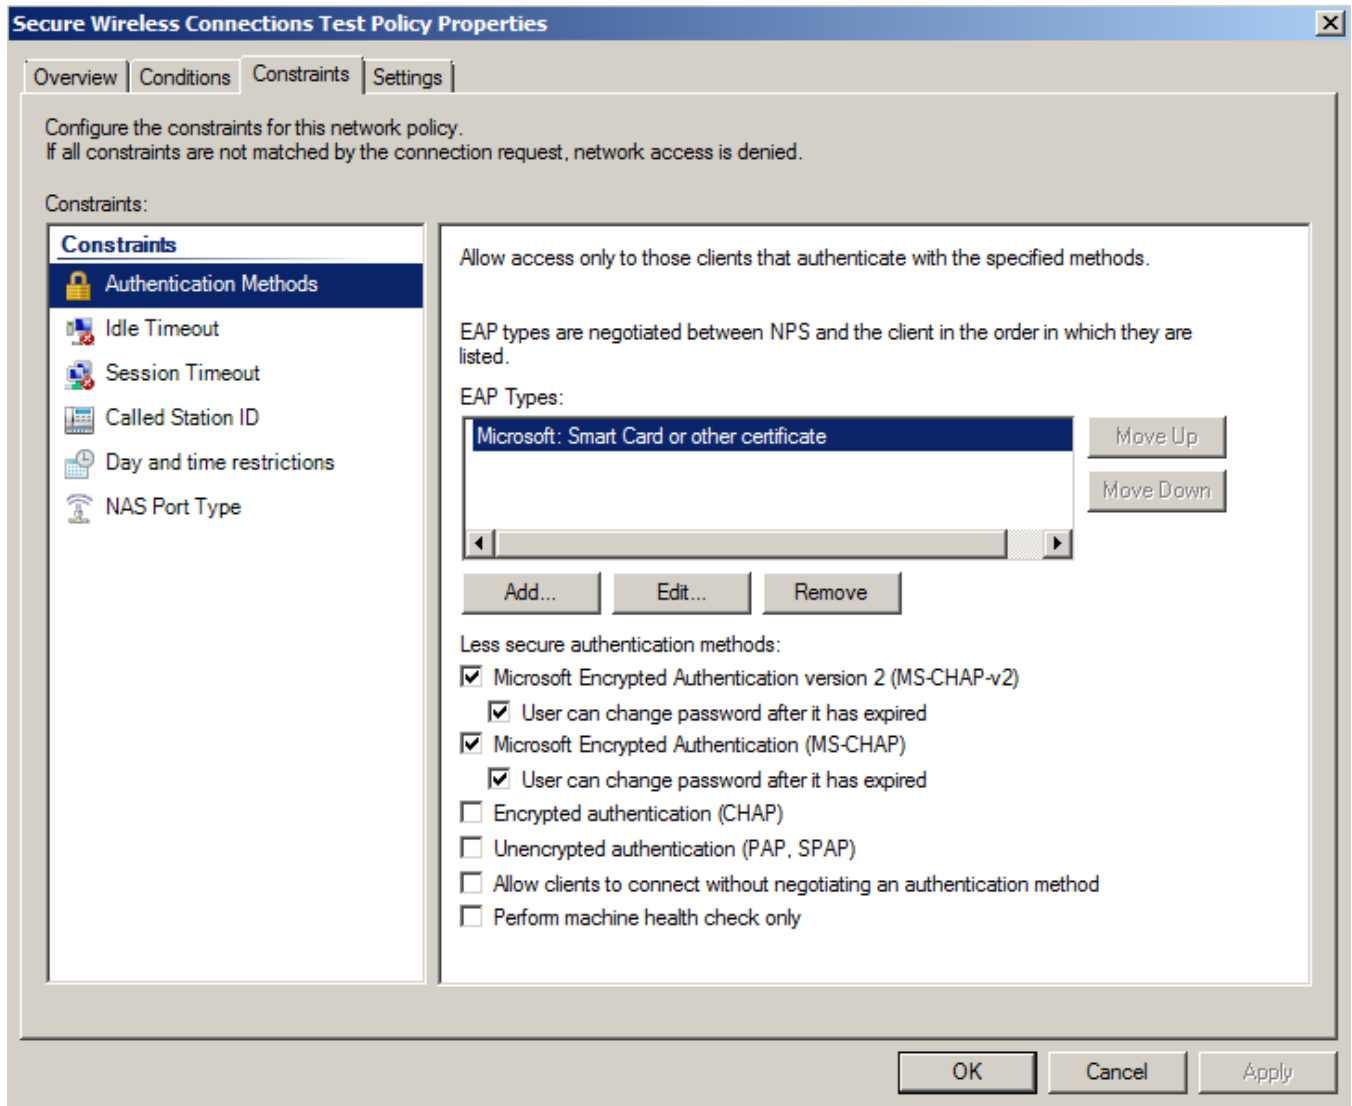 Secure Wireless Connections Test Policy Properties
Overview
Conditions
Constraints
Settings
Configure the constraints for this network policy.
If all constraints are not matched by the connection request, network access is denied.
Constraints:
Constraints
Authentication Methods
Idle Timeout
Session Timeout
Called Station ID
Day and time restrictions
NAS Port Type
Allow access only to those clients that authenticate with the specified methods.
EAP types are negotiated between NPS and the client in the order in which they are
listed.
EAP Types:
Microsoft: Smart Card or other certificate
Move Up
Move Down
Add...
Edit...
Remove
Less secure authentication methods:
Microsoft Encrypted Authentication version 2 (MS-CHAP-v2)
User can change password after it has expired
Microsoft Encrypted Authentication (MS-CHAP)
User can change password after it has expired
Encrypted authentication (CHAP)
Unencrypted authentication (PAP, SPAP)
Allow clients to connect without negotiating an authentication method
Perform machine health check only
OK
Cancel
Apply